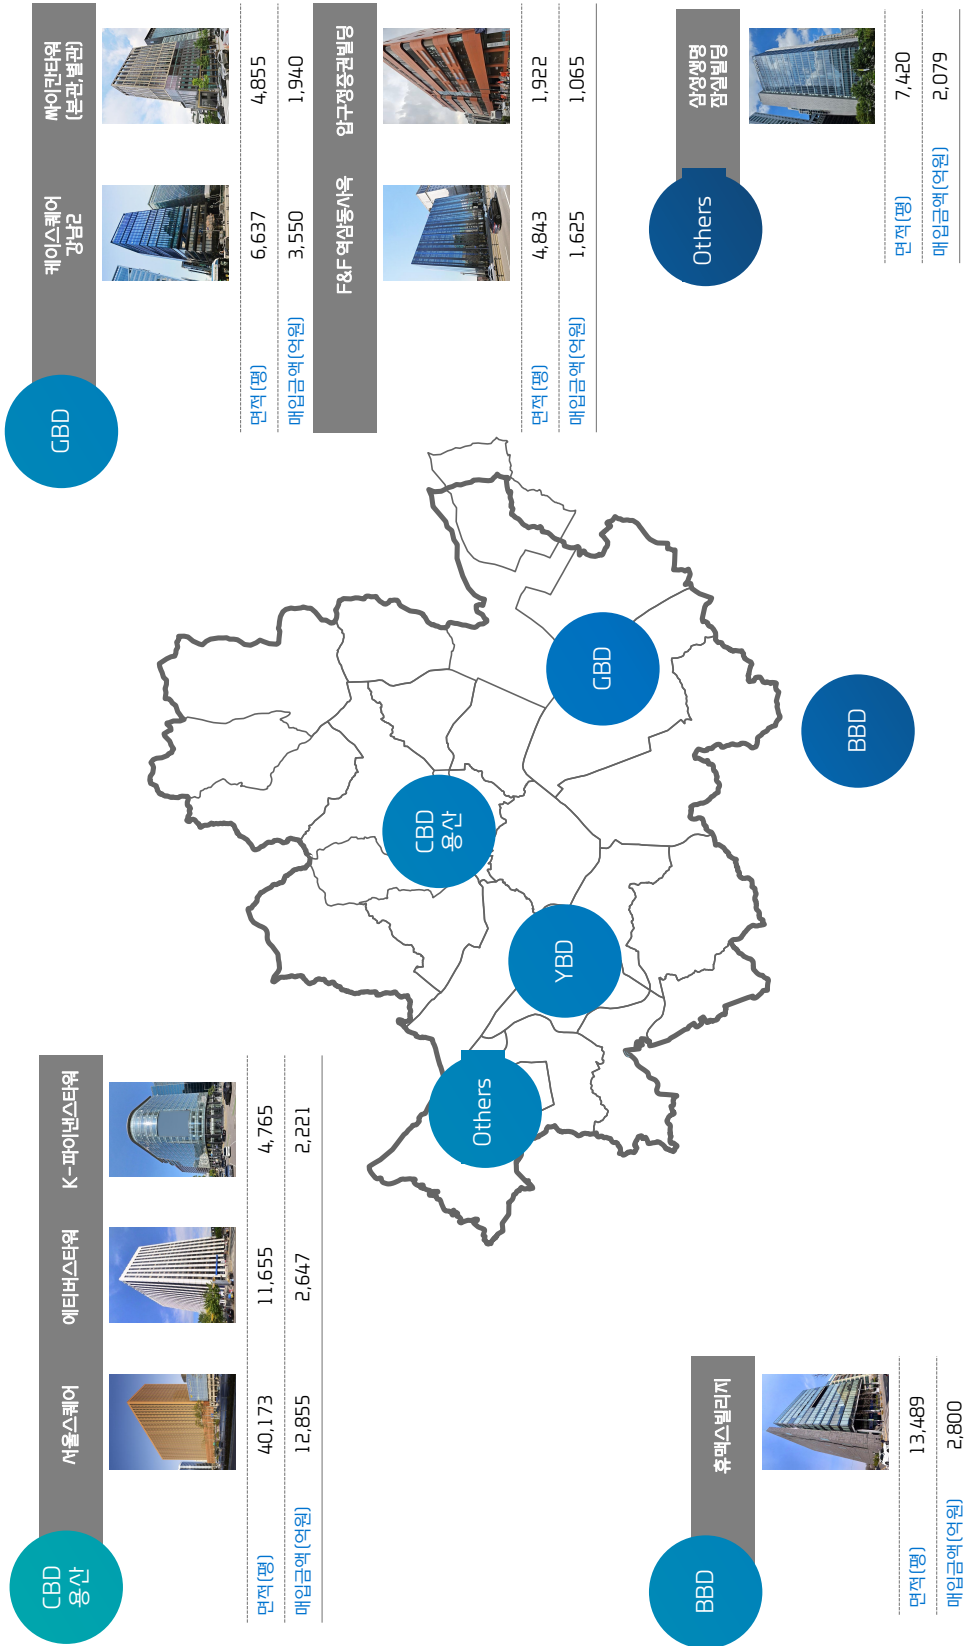 CBD
용산
서울스퀘어
에티버스타워
K-파이낸스타워
면적(평)
40,173
11,655
4,765
매입금액(억원)
12,855
2,647
2,221
GBD
케이스퀘어
강남2
싸이칸타워
(본관,별관)
면적(평)
6,637
4,855
매입금액(억원)
3,550
1,940
F&F 역삼동사옥
압구정증권빌딩
면적(평)
4,843
1,922
매입금액(억원)
1,625
1,065
CBD
용산
GBD
YBD
Others
BBD
BBD
휴맥스빌리지
면적(평)
13,489
매입금액(억원)
2,800
Others
삼성생명
잠실빌딩
면적(평)
7,420
매입금액(억원)
2,079